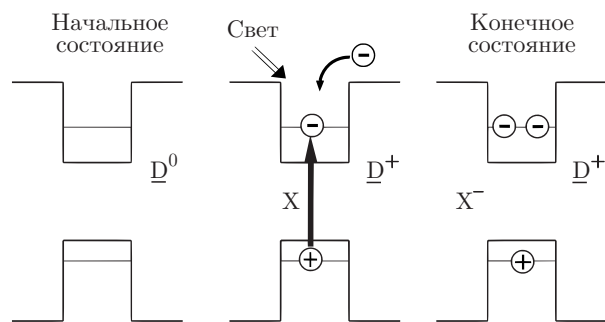 Начальное
состояние
Свет
Конечное
состояние
D⁰
X
D⁺
X⁻
D⁺